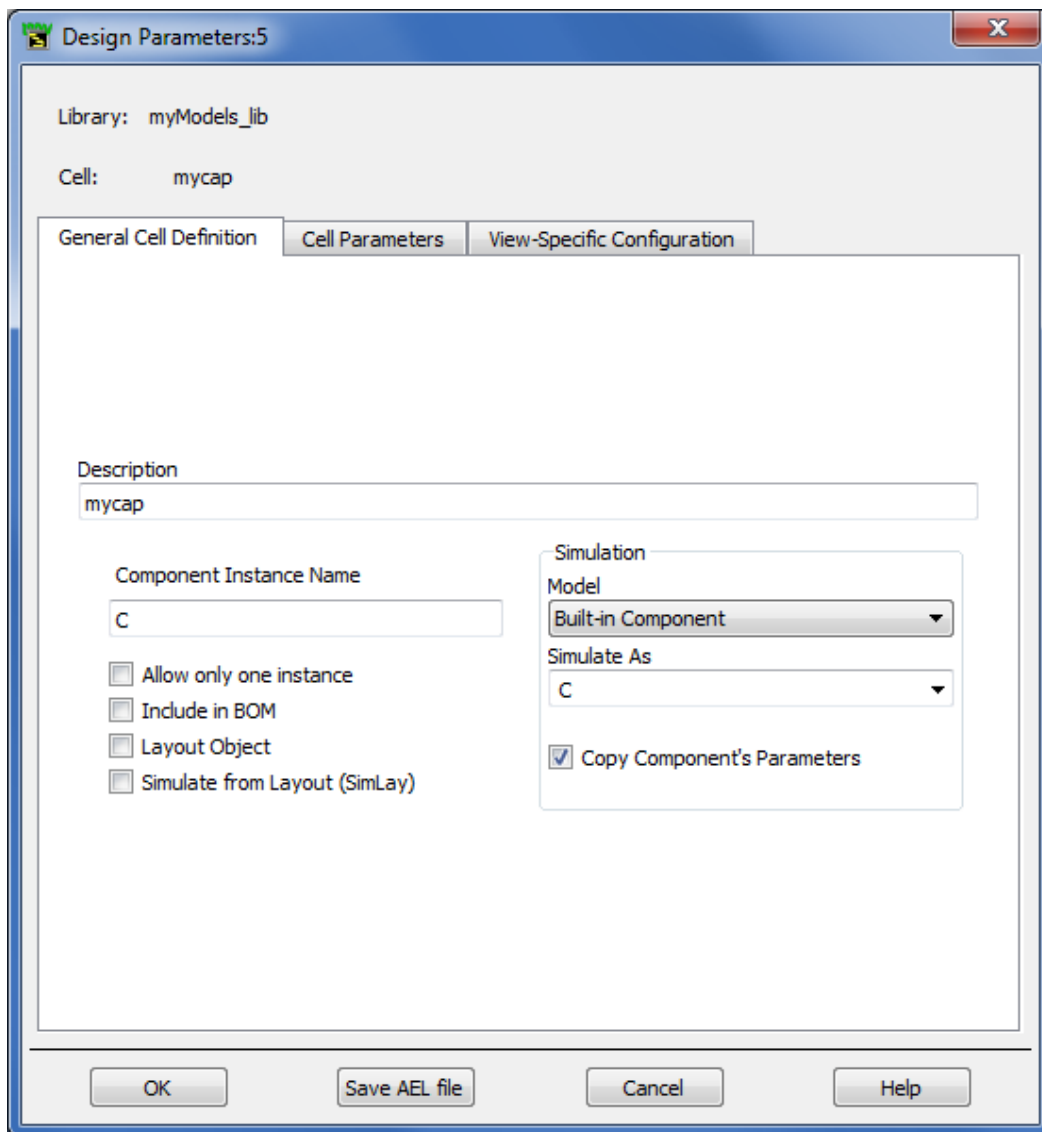 Design Parameters:5
Library: myModels_lib
Cell: mycap
General Cell Definition Cell Parameters View-Specific Configuration
Description
mycap
Component Instance Name
C
Allow only one instance
Include in BOM
Layout Object
Simulate from Layout (SimLay)
Simulation
Model
Built-in Component
Simulate As
C
Copy Component's Parameters
OK Save AEL file Cancel Help